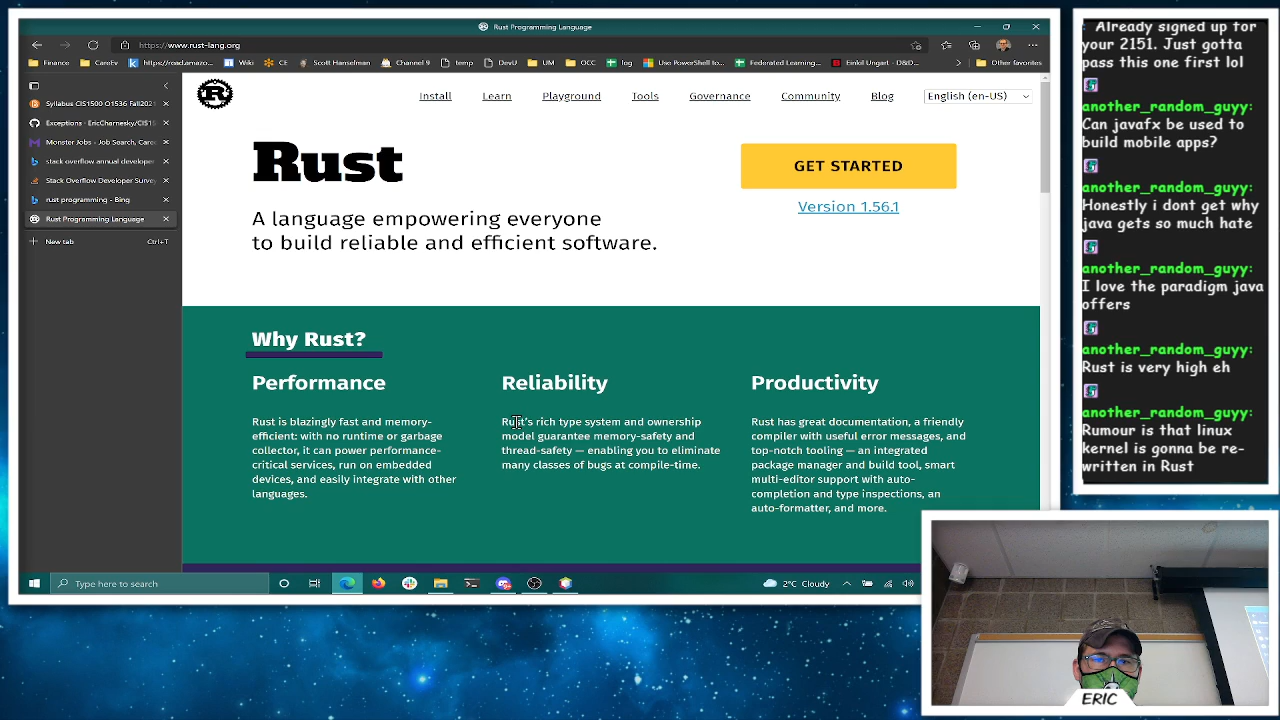 Rust Programming Language
https://www.rust-lang.org
Finance
CareEv
https://read.amazo...
Wiki
CE
Scott Hanselman
Channel 9
temp
DevU
UM
OCC
log
Use PowerShell to...
Federated Learning...
Einlol Ungart - D&D...
Other favorites
Syllabus CIS1500 Q1536 Fall202
Exceptions - EricCharnesky/CIS1
Monster Jobs - Job Search, Care
stack overflow annual developer
Stack Overflow Developer Surve
rust programming - Bing
Rust Programming Language
New tab
Ctrl+T
R
Install
Learn
Playground
Tools
Governance
Community
Blog
English (en-US)
Rust
GET STARTED
Version 1.56.1
A language empowering everyone
to build reliable and efficient software.
Why Rust?
Performance
Rust is blazingly fast and memory-
efficient: with no runtime or garbage
collector, it can power performance-
critical services, run on embedded
devices, and easily integrate with other
languages.
Reliability
Rust's rich type system and ownership
model guarantee memory-safety and
thread-safety — enabling you to eliminate
many classes of bugs at compile-time.
Productivity
Rust has great documentation, a friendly
compiler with useful error messages, and
top-notch tooling — an integrated
package manager and build tool, smart
multi-editor support with auto-
completion and type inspections, an
auto-formatter, and more.
Type here to search
2°C Cloudy
: Already signed up for
your 2151. Just gotta
pass this one first lol
another_random_guyy:
Can javafx be used to
build mobile apps?
another_random_guyy:
Honestly i dont get why
java gets so much hate
another_random_guyy:
I love the paradigm java
offers
another_random_guyy:
Rust is very high eh
another_random_guyy:
Rumour is that linux
kernel is gonna be re-
written in Rust
ERIC